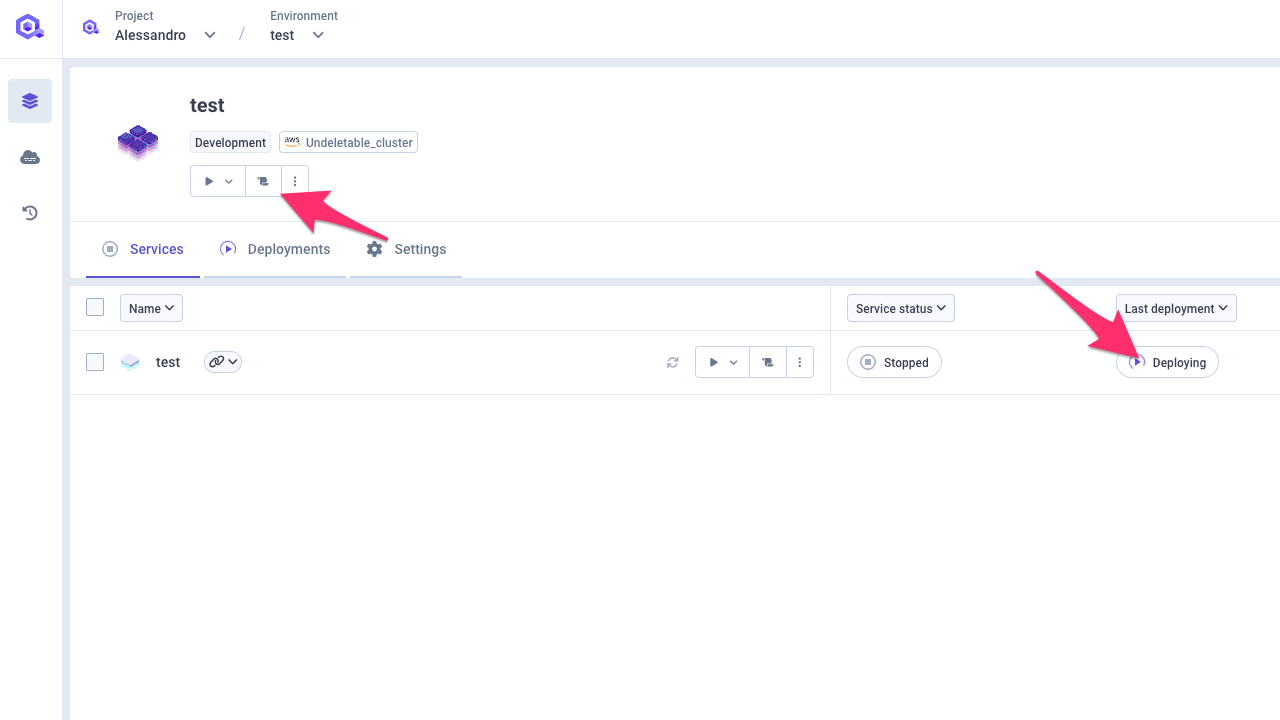 Project
Environment
Alessandro
/
test
test
Development
aws Undeletable_cluster
Services
Deployments
Settings
Name
Service status
Last deployment
test
Stopped
Deploying